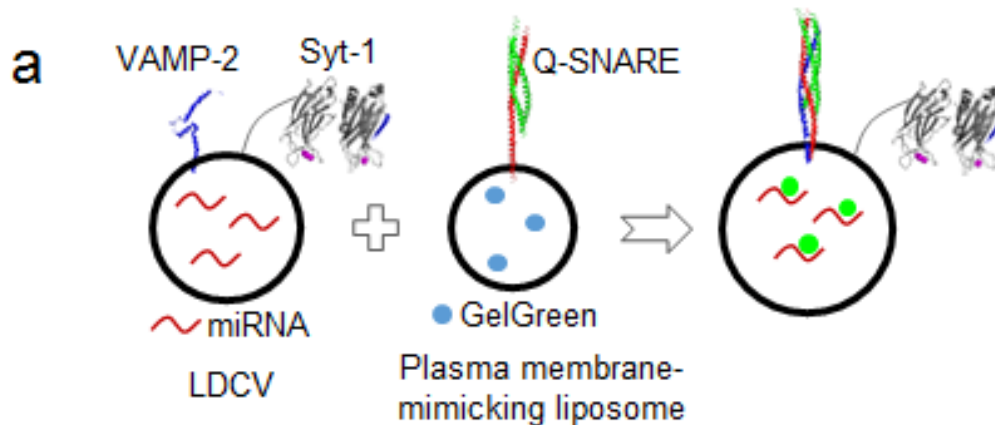 a
VAMP-2
Syt-1
Q-SNARE
miRNA
GelGreen
LDCV
Plasma membrane-
mimicking liposome